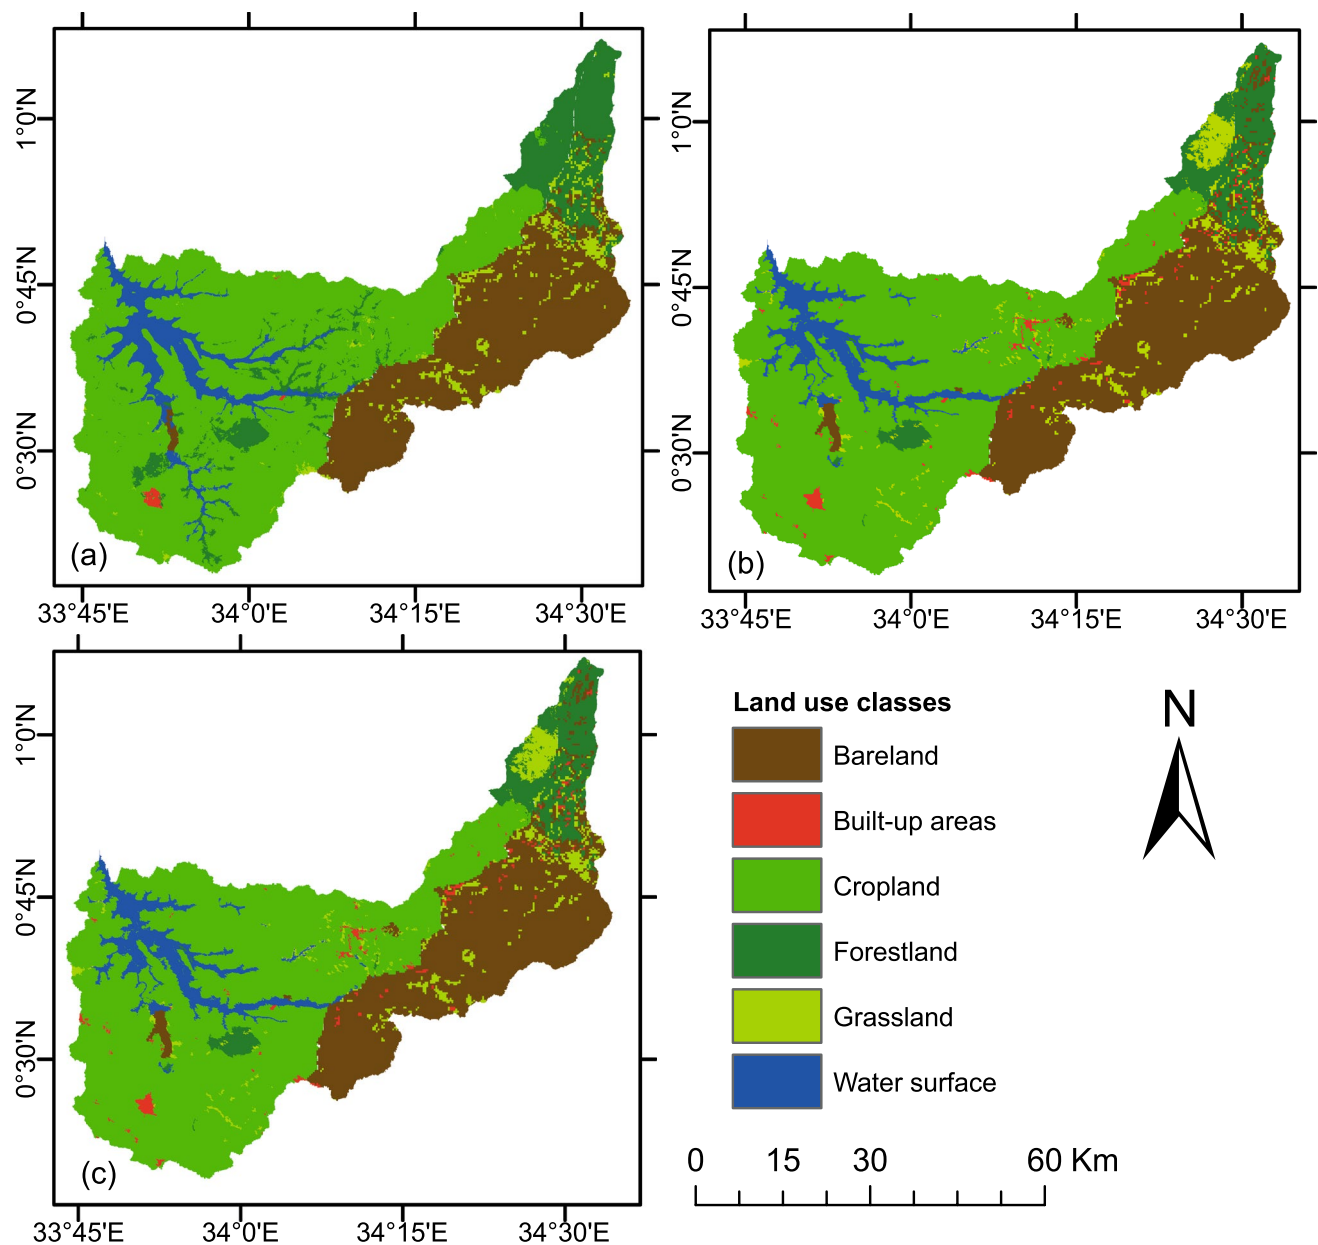 1°0'N
0°45'N
0°30'N
(a)
33°45'E
34°0'E
34°15'E
34°30'E
1°0'N
0°45'N
0°30'N
(b)
33°45'E
34°0'E
34°15'E
34°30'E
1°0'N
0°45'N
0°30'N
(c)
33°45'E
34°0'E
34°15'E
34°30'E
Land use classes
Bareland
Built-up areas
Cropland
Forestland
Grassland
Water surface
N
0 15 30 60 Km